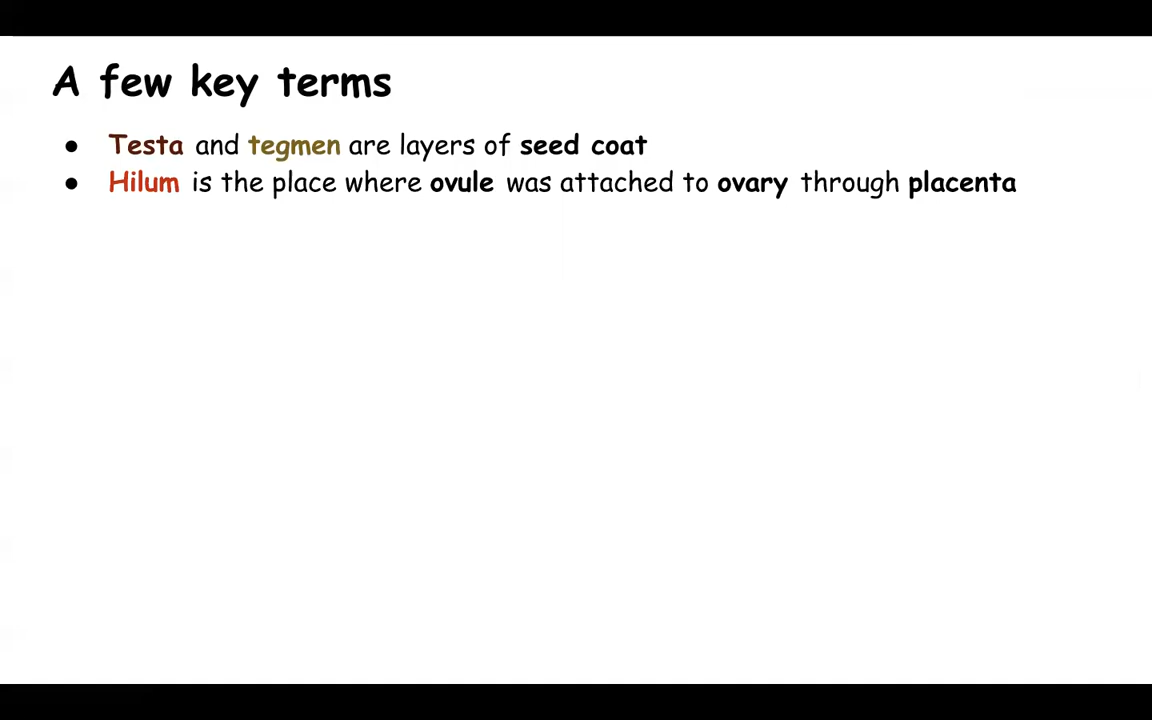 A few key terms
● Testa and tegmen are layers of seed coat
● Hilum is the place where ovule was attached to ovary through placenta